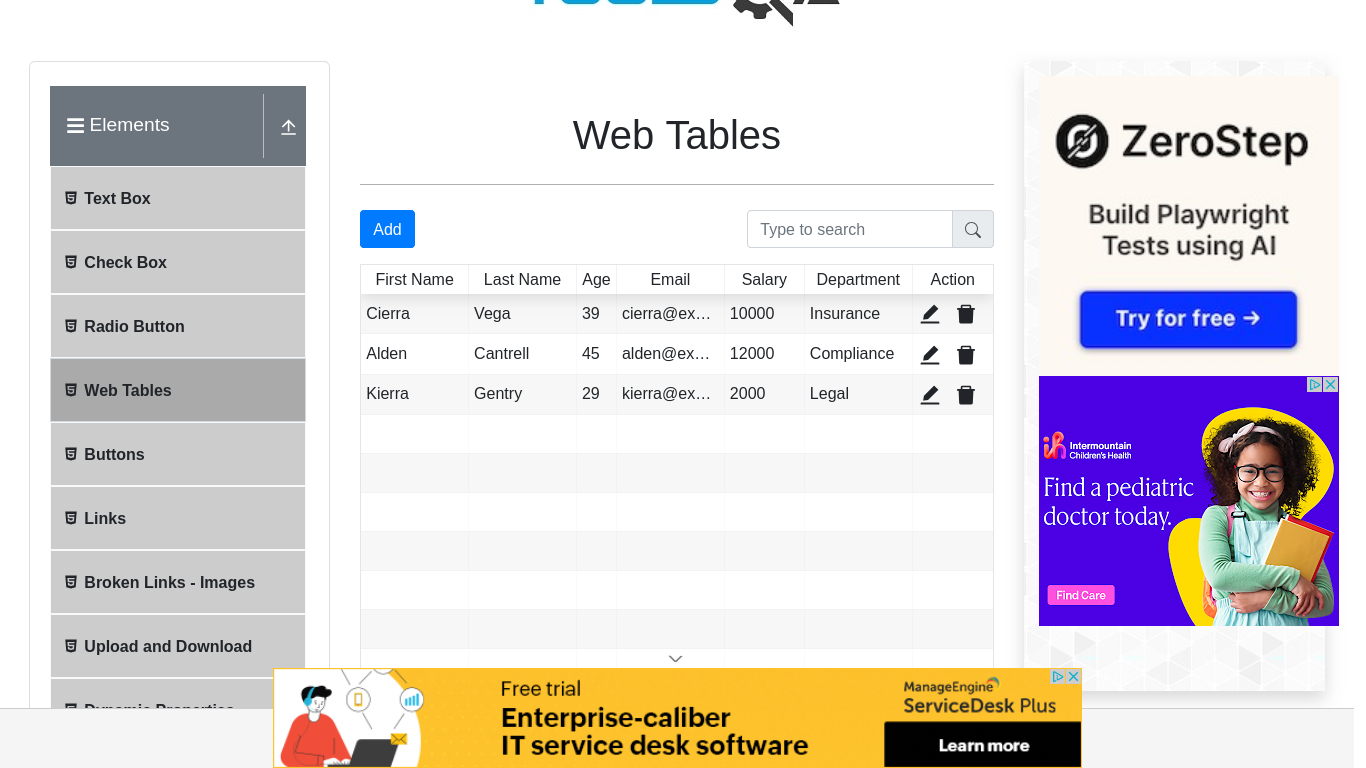 Elements
Text Box
Check Box
Radio Button
Web Tables
Buttons
Links
Broken Links - Images
Upload and Download
Web Tables
Add
Type to search
First Name Last Name Age Email Salary Department Action
Cierra Vega 39 cierra@ex… 10000 Insurance
Alden Cantrell 45 alden@ex… 12000 Compliance
Kierra Gentry 29 kierra@ex… 2000 Legal
ZeroStep
Build Playwright
Tests using AI
Try for free →
Intermountain
Children's Health
Find a pediatric
doctor today.
Find Care
Free trial
Enterprise-caliber
IT service desk software
ManageEngine
ServiceDesk Plus
Learn more